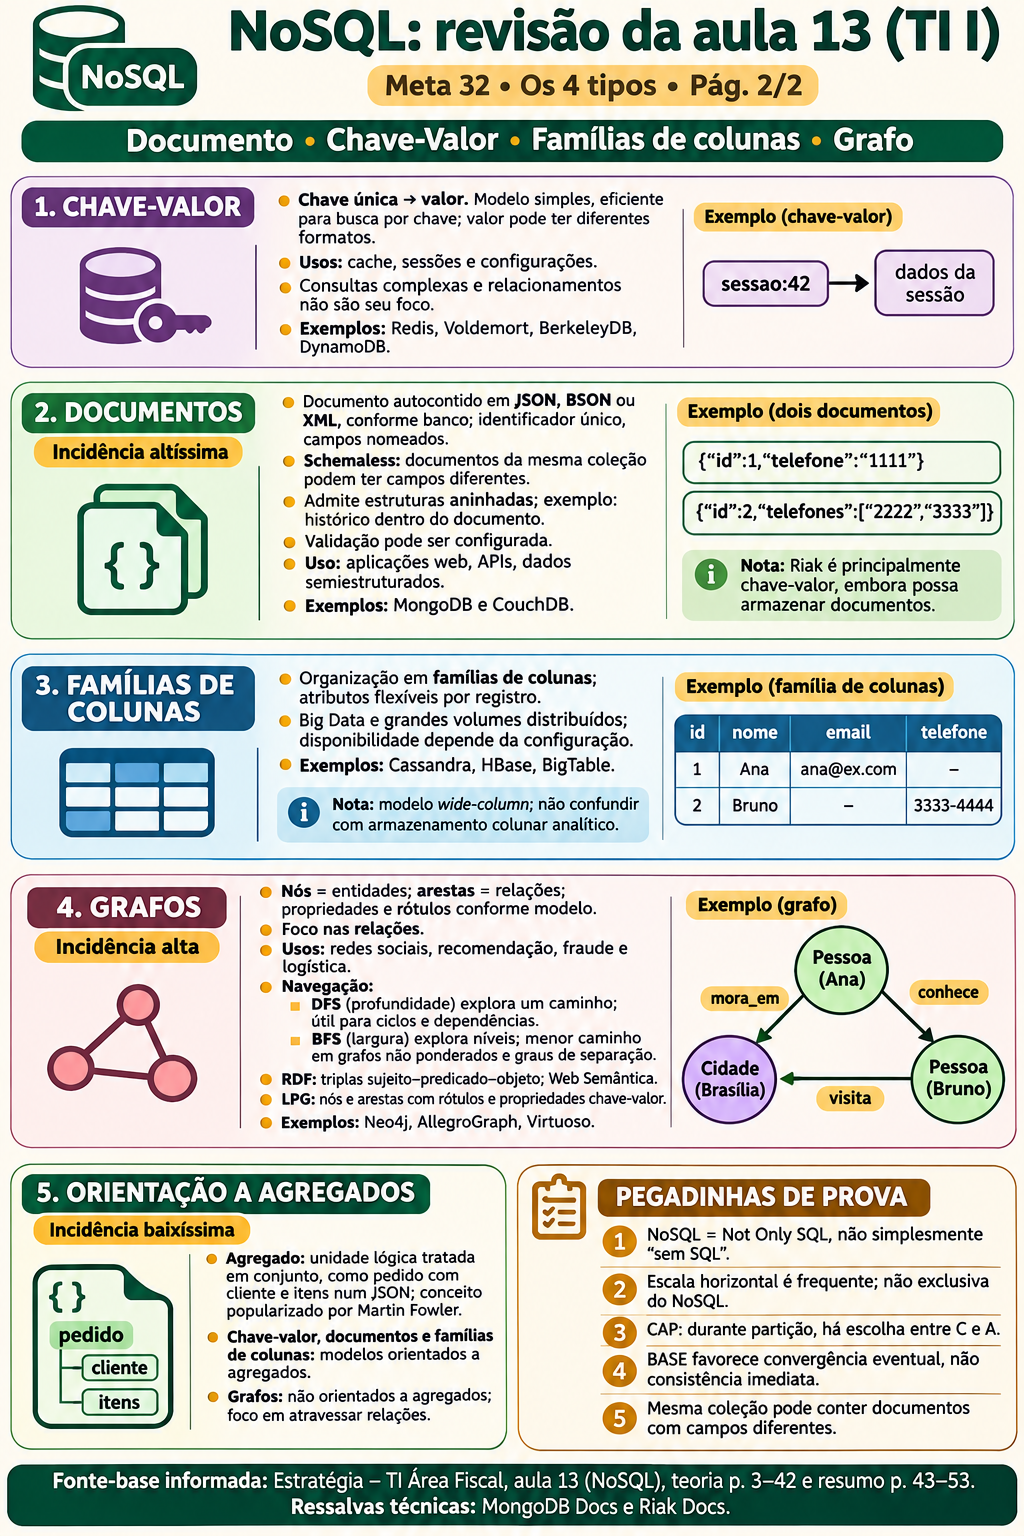 NoSQL
NoSQL: revisão da aula 13 (TI I)
Meta 32 • Os 4 tipos • Pág. 2/2
Documento • Chave-Valor • Famílias de colunas • Grafo
1. CHAVE-VALOR
Chave única → valor. Modelo simples, eficiente
para busca por chave; valor pode ter diferentes
formatos.
Usos: cache, sessões e configurações.
Consultas complexas e relacionamentos
não são seu foco.
Exemplos: Redis, Voldemort, BerkeleyDB,
DynamoDB.
Exemplo (chave-valor)
sessao:42
dados da
sessão
2. DOCUMENTOS
Incidência altíssima
{ }
Documento autocontido em JSON, BSON ou
XML, conforme banco; identificador único,
campos nomeados.
Schemaless: documentos da mesma coleção
podem ter campos diferentes.
Admite estruturas aninhadas; exemplo:
histórico dentro do documento.
Validação pode ser configurada.
Uso: aplicações web, APIs, dados
semiestruturados.
Exemplos: MongoDB e CouchDB.
Exemplo (dois documentos)
{“id”:1,“telefone”:“1111”}
{“id”:2,“telefones”:[“2222”,“3333”]}
i
Nota: Riak é principalmente
chave-valor, embora possa
armazenar documentos.
3. FAMÍLIAS DE
COLUNAS
Organização em famílias de colunas;
atributos flexíveis por registro.
Big Data e grandes volumes distribuídos;
disponibilidade depende da configuração.
Exemplos: Cassandra, HBase, BigTable.
i
Nota: modelo wide-column; não confundir
com armazenamento colunar analítico.
Exemplo (família de colunas)
id nome email telefone
1 Ana ana@ex.com –
2 Bruno – 3333-4444
4. GRAFOS
Incidência alta
Nós = entidades; arestas = relações;
propriedades e rótulos conforme modelo.
Foco nas relações.
Usos: redes sociais, recomendação, fraude e
logística.
Navegação:
DFS (profundidade) explora um caminho;
útil para ciclos e dependências.
BFS (largura) explora níveis; menor caminho
em grafos não ponderados e graus de separação.
RDF: triplas sujeito–predicado–objeto; Web Semântica.
LPG: nós e arestas com rótulos e propriedades chave-valor.
Exemplos: Neo4j, AllegroGraph, Virtuoso.
Exemplo (grafo)
Pessoa
(Ana)
mora_em
conhece
Cidade
(Brasília)
Pessoa
(Bruno)
visita
5. ORIENTAÇÃO A AGREGADOS
Incidência baixíssima
{ }
pedido
cliente
itens
Agregado: unidade lógica tratada
em conjunto, como pedido com
cliente e itens num JSON; conceito
popularizado por Martin Fowler.
Chave-valor, documentos e famílias
de colunas: modelos orientados a
agregados.
Grafos: não orientados a agregados;
foco em atravessar relações.
PEGADINHAS DE PROVA
1 NoSQL = Not Only SQL, não simplesmente
“sem SQL”.
2 Escala horizontal é frequente; não exclusiva
do NoSQL.
3 CAP: durante partição, há escolha entre C e A.
4 BASE favorece convergência eventual, não
consistência imediata.
5 Mesma coleção pode conter documentos
com campos diferentes.
Fonte-base informada: Estratégia – TI Área Fiscal, aula 13 (NoSQL), teoria p. 3–42 e resumo p. 43–53.
Ressalvas técnicas: MongoDB Docs e Riak Docs.